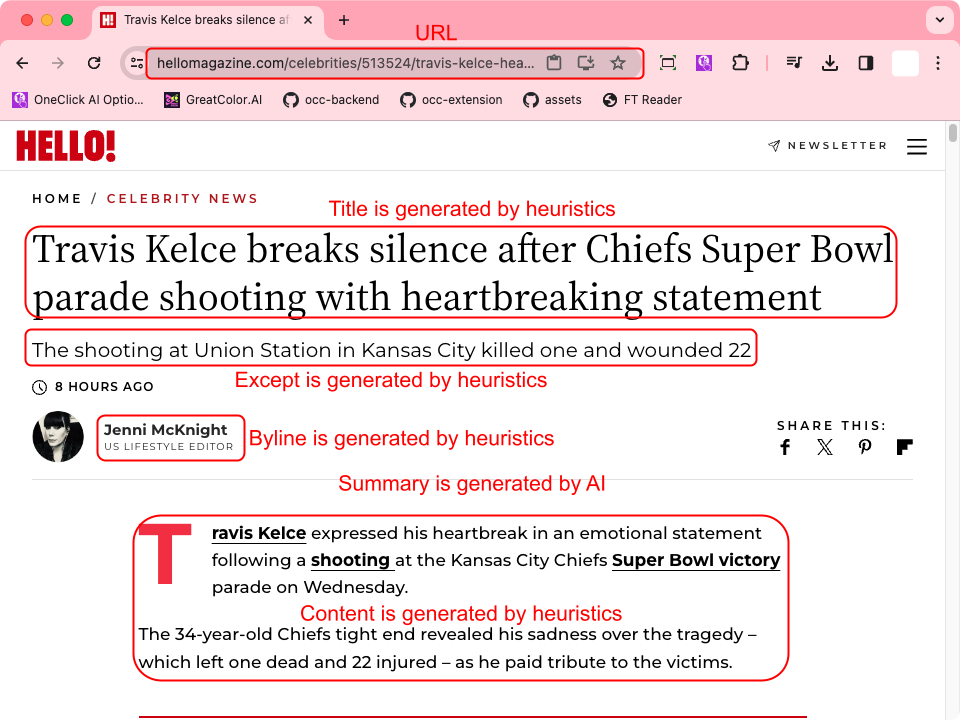 Travis Kelce breaks silence af
URL
hellomagazine.com/celebrities/513524/travis-kelce-hea...
OneClick AI Optio... GreatColor.AI occ-backend occ-extension assets FT Reader
HELLO! NEWSLETTER
HOME / CELEBRITY NEWS
Title is generated by heuristics
Travis Kelce breaks silence after Chiefs Super Bowl
parade shooting with heartbreaking statement
The shooting at Union Station in Kansas City killed one and wounded 22
Except is generated by heuristics
8 HOURS AGO
Jenni McKnight
US LIFESTYLE EDITOR
Byline is generated by heuristics
SHARE THIS:
Summary is generated by AI
Travis Kelce expressed his heartbreak in an emotional statement
following a shooting at the Kansas City Chiefs Super Bowl victory
parade on Wednesday.
Content is generated by heuristics
The 34-year-old Chiefs tight end revealed his sadness over the tragedy –
which left one dead and 22 injured – as he paid tribute to the victims.